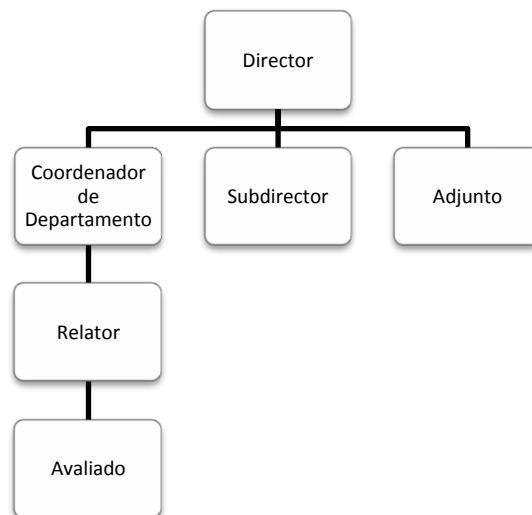 Director
Coordenador
de
Departamento
Subdirector
Adjunto
Relator
Avaliado